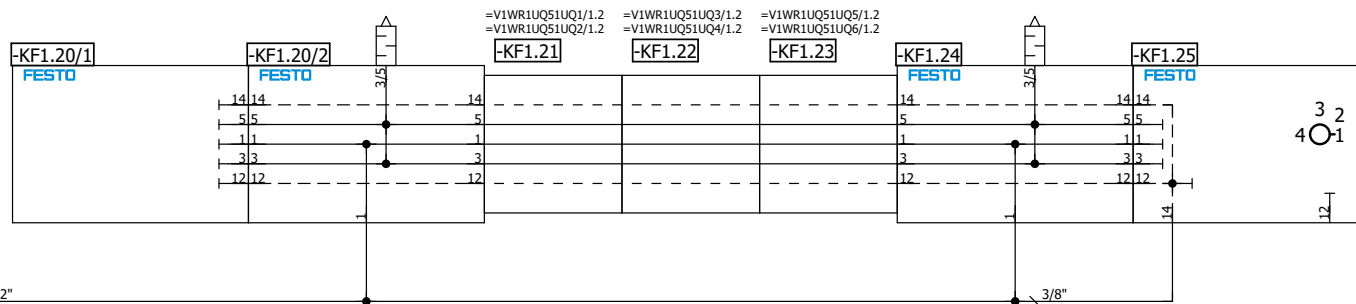 =V1WR1UQ51UQ1/1.2 =V1WR1UQ51UQ3/1.2 =V1WR1UQ51UQ5/1.2
=V1WR1UQ51UQ2/1.2 =V1WR1UQ51UQ4/1.2 =V1WR1UQ51UQ6/1.2
-KF1.20/1 -KF1.20/2 -KF1.21 -KF1.22 -KF1.23 -KF1.24 -KF1.25
FESTO FESTO FESTO FESTO
3/5 3/5
14 14 14 14 14 14
5 5 5 5 5 5
1 1 1 1 1 1
3 3 3 3 3 3
12 12 12 12 12 12
3 2
4 1
1 1 14 12
2" 3/8"